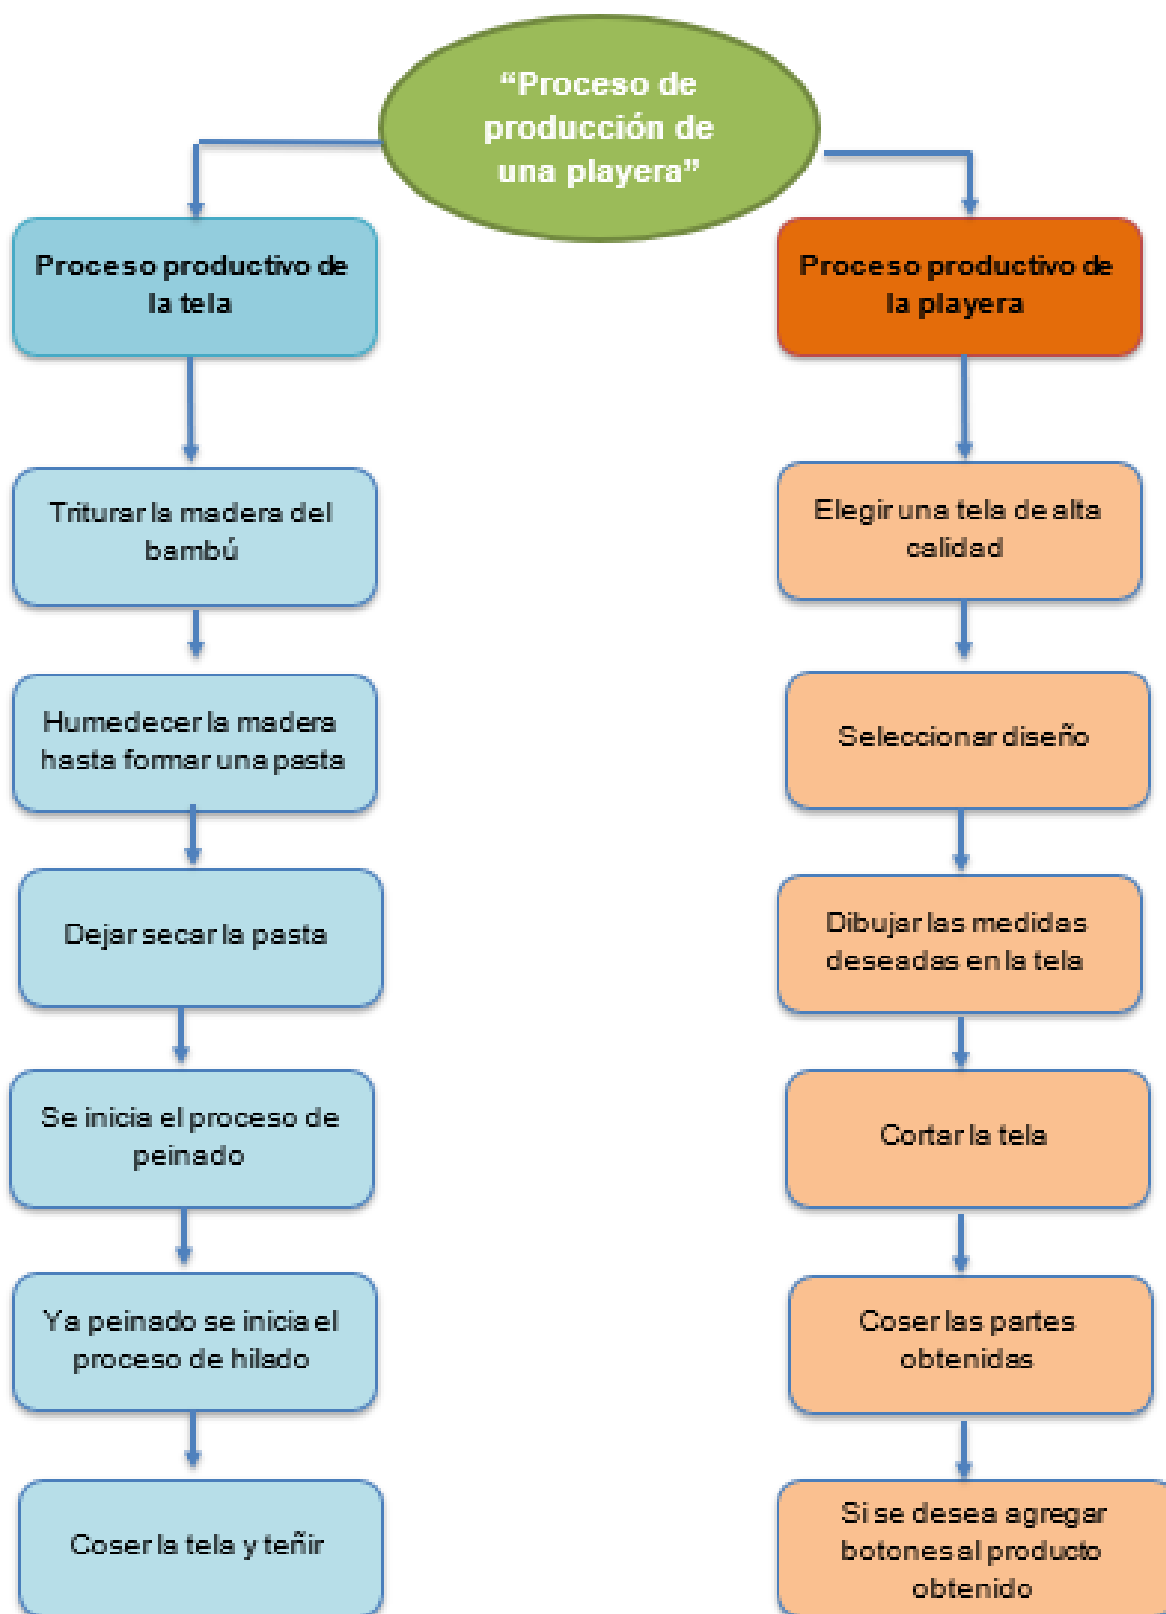 “Proceso de
producción de
una playera”
Proceso productivo de
la tela
Triturar la madera del
bambú
Humedecer la madera
hasta formar una pasta
Dejar secar la pasta
Se inicia el proceso de
peinado
Ya peinado se inicia el
proceso de hilado
Coser la tela y teñir
Proceso productivo de
la playera
Elegir una tela de alta
calidad
Seleccionar diseño
Dibujar las medidas
deseadas en la tela
Cortar la tela
Coser las partes
obtenidas
Si se desea agregar
botones al producto
obtenido